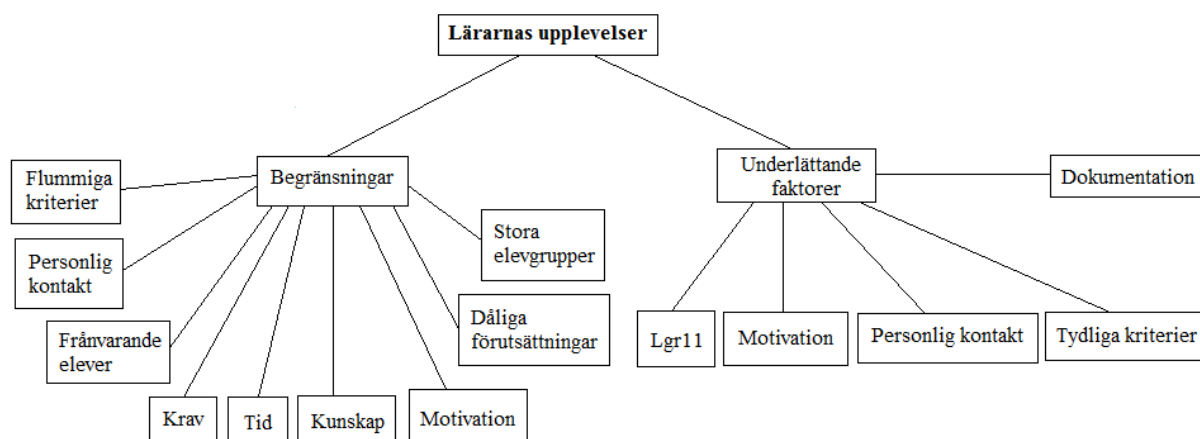 Lärarnas upplevelser
Flummiga
kriterier
Begränsningar
Underlättande
faktorer
Dokumentation
Personlig
kontakt
Stora
elevgrupper
Frånvarande
elever
Dåliga
förutsättningar
Krav
Tid
Kunskap
Motivation
Lgr11
Motivation
Personlig kontakt
Tydliga kriterier